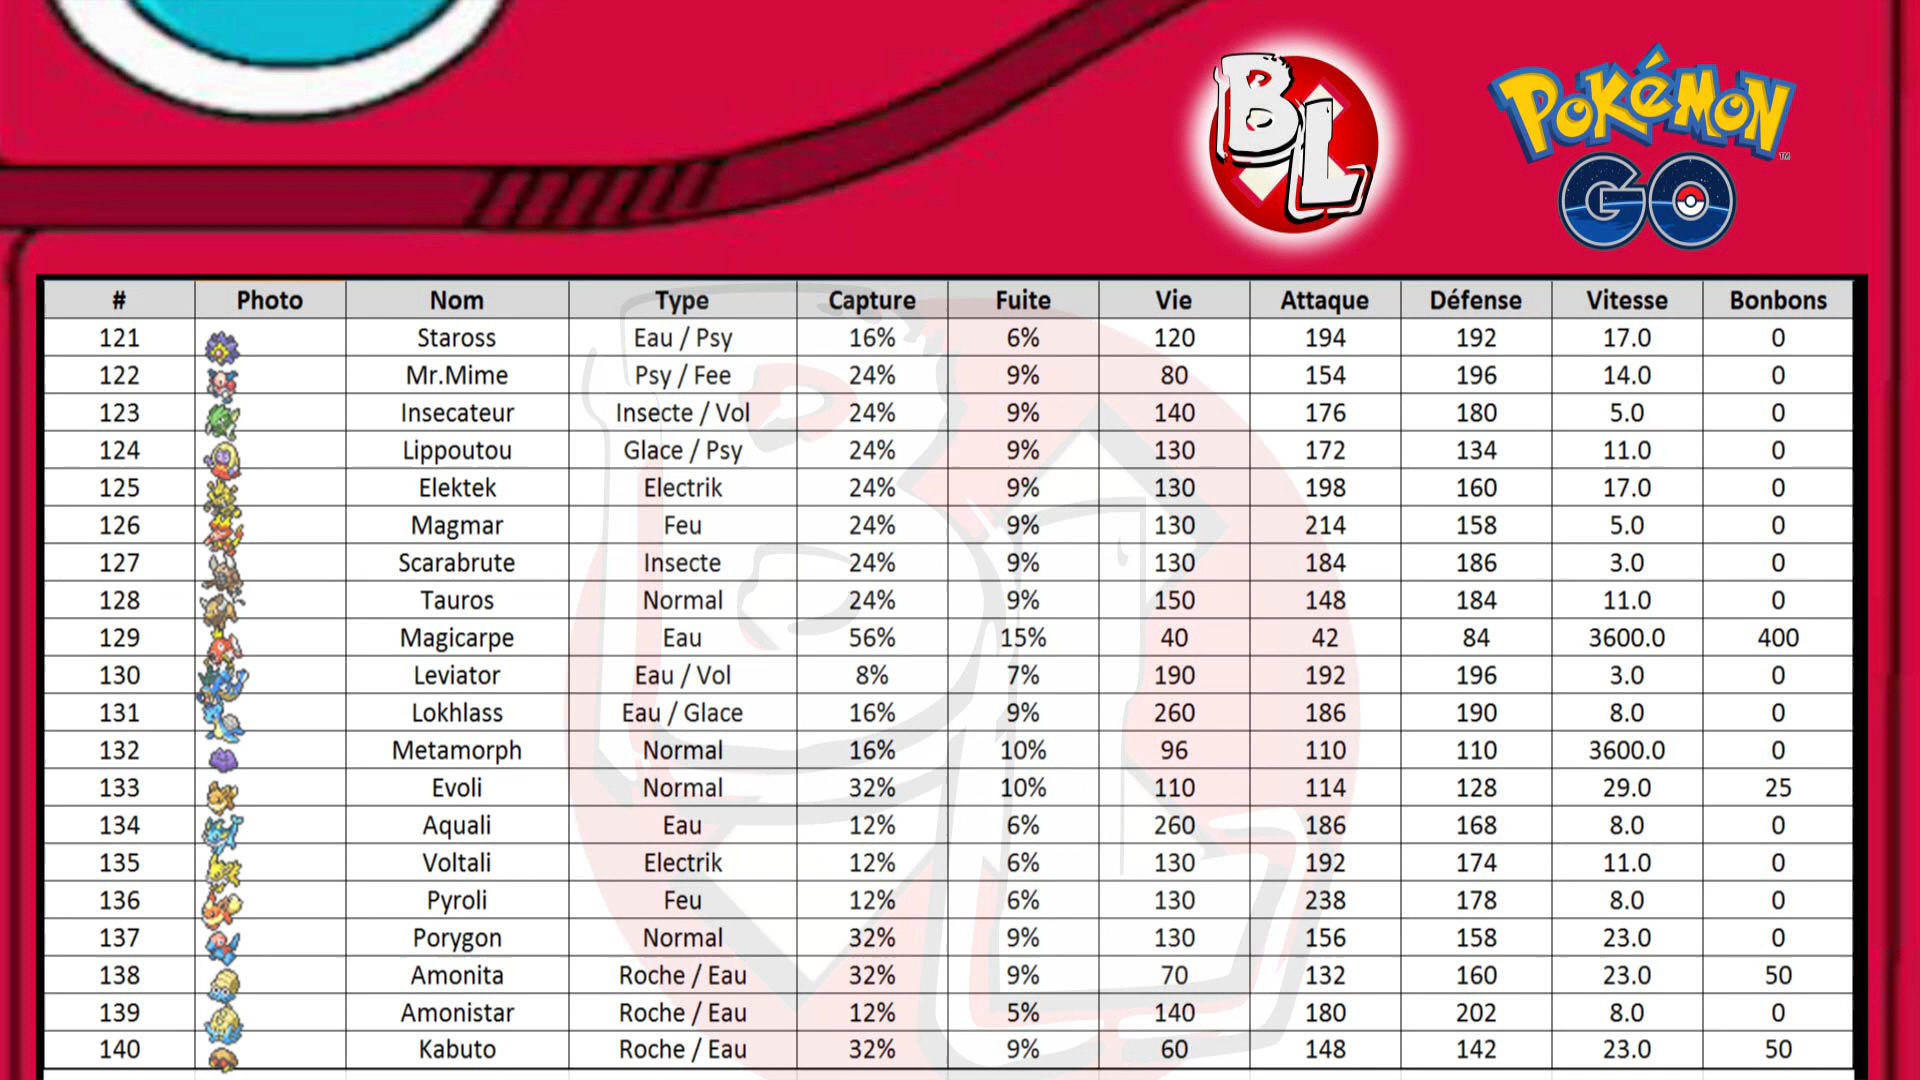 BL
POKéMON
TM
GO
# Photo Nom Type Capture Fuite Vie Attaque Défense Vitesse Bonbons
121 Staross Eau / Psy 16% 6% 120 194 192 17.0 0
122 Mr.Mime Psy / Fee 24% 9% 80 154 196 14.0 0
123 Insecateur Insecte / Vol 24% 9% 140 176 180 5.0 0
124 Lippoutou Glace / Psy 24% 9% 130 172 134 11.0 0
125 Elektek Electrik 24% 9% 130 198 160 17.0 0
126 Magmar Feu 24% 9% 130 214 158 5.0 0
127 Scarabrute Insecte 24% 9% 130 184 186 3.0 0
128 Tauros Normal 24% 9% 150 148 184 11.0 0
129 Magicarpe Eau 56% 15% 40 42 84 3600.0 400
130 Leviator Eau / Vol 8% 7% 190 192 196 3.0 0
131 Lokhlass Eau / Glace 16% 9% 260 186 190 8.0 0
132 Metamorph Normal 16% 10% 96 110 110 3600.0 0
133 Evoli Normal 32% 10% 110 114 128 29.0 25
134 Aquali Eau 12% 6% 260 186 168 8.0 0
135 Voltali Electrik 12% 6% 130 192 174 11.0 0
136 Pyroli Feu 12% 6% 130 238 178 8.0 0
137 Porygon Normal 32% 9% 130 156 158 23.0 0
138 Amonita Roche / Eau 32% 9% 70 132 160 23.0 50
139 Amonistar Roche / Eau 12% 5% 140 180 202 8.0 0
140 Kabuto Roche / Eau 32% 9% 60 148 142 23.0 50